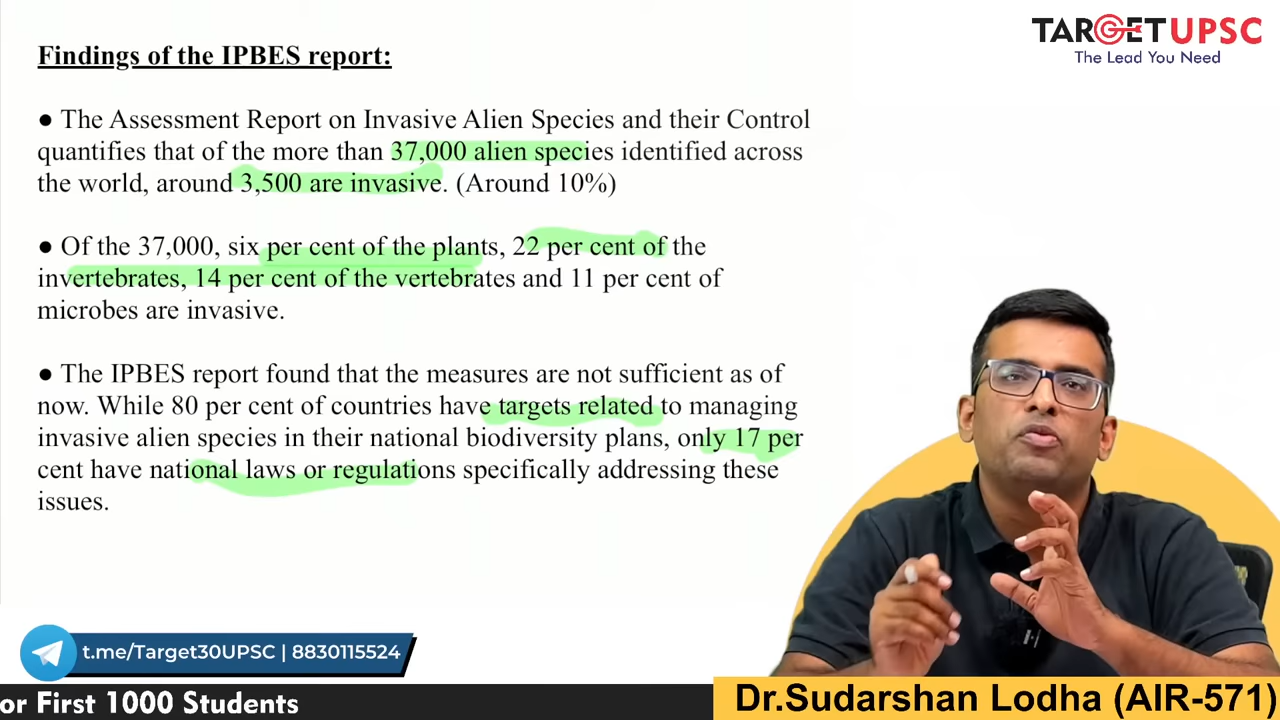 Findings of the IPBES report:
TARGETUPSC
The Lead You Need
● The Assessment Report on Invasive Alien Species and their Control
quantifies that of the more than 37,000 alien species identified across
the world, around 3,500 are invasive. (Around 10%)
● Of the 37,000, six per cent of the plants, 22 per cent of the
invertebrates, 14 per cent of the vertebrates and 11 per cent of
microbes are invasive.
● The IPBES report found that the measures are not sufficient as of
now. While 80 per cent of countries have targets related to managing
invasive alien species in their national biodiversity plans, only 17 per
cent have national laws or regulations specifically addressing these
issues.
t.me/Target30UPSC | 8830115524
or First 1000 Students
Dr.Sudarshan Lodha (AIR-571)